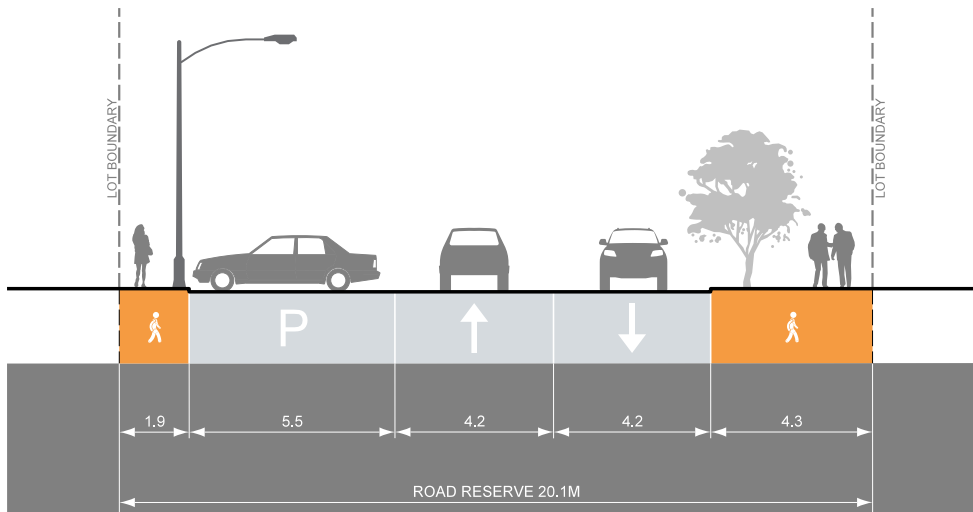 LOT BOUNDARY
LOT BOUNDARY
P
1.9
5.5
4.2
4.2
4.3
ROAD RESERVE 20.1M